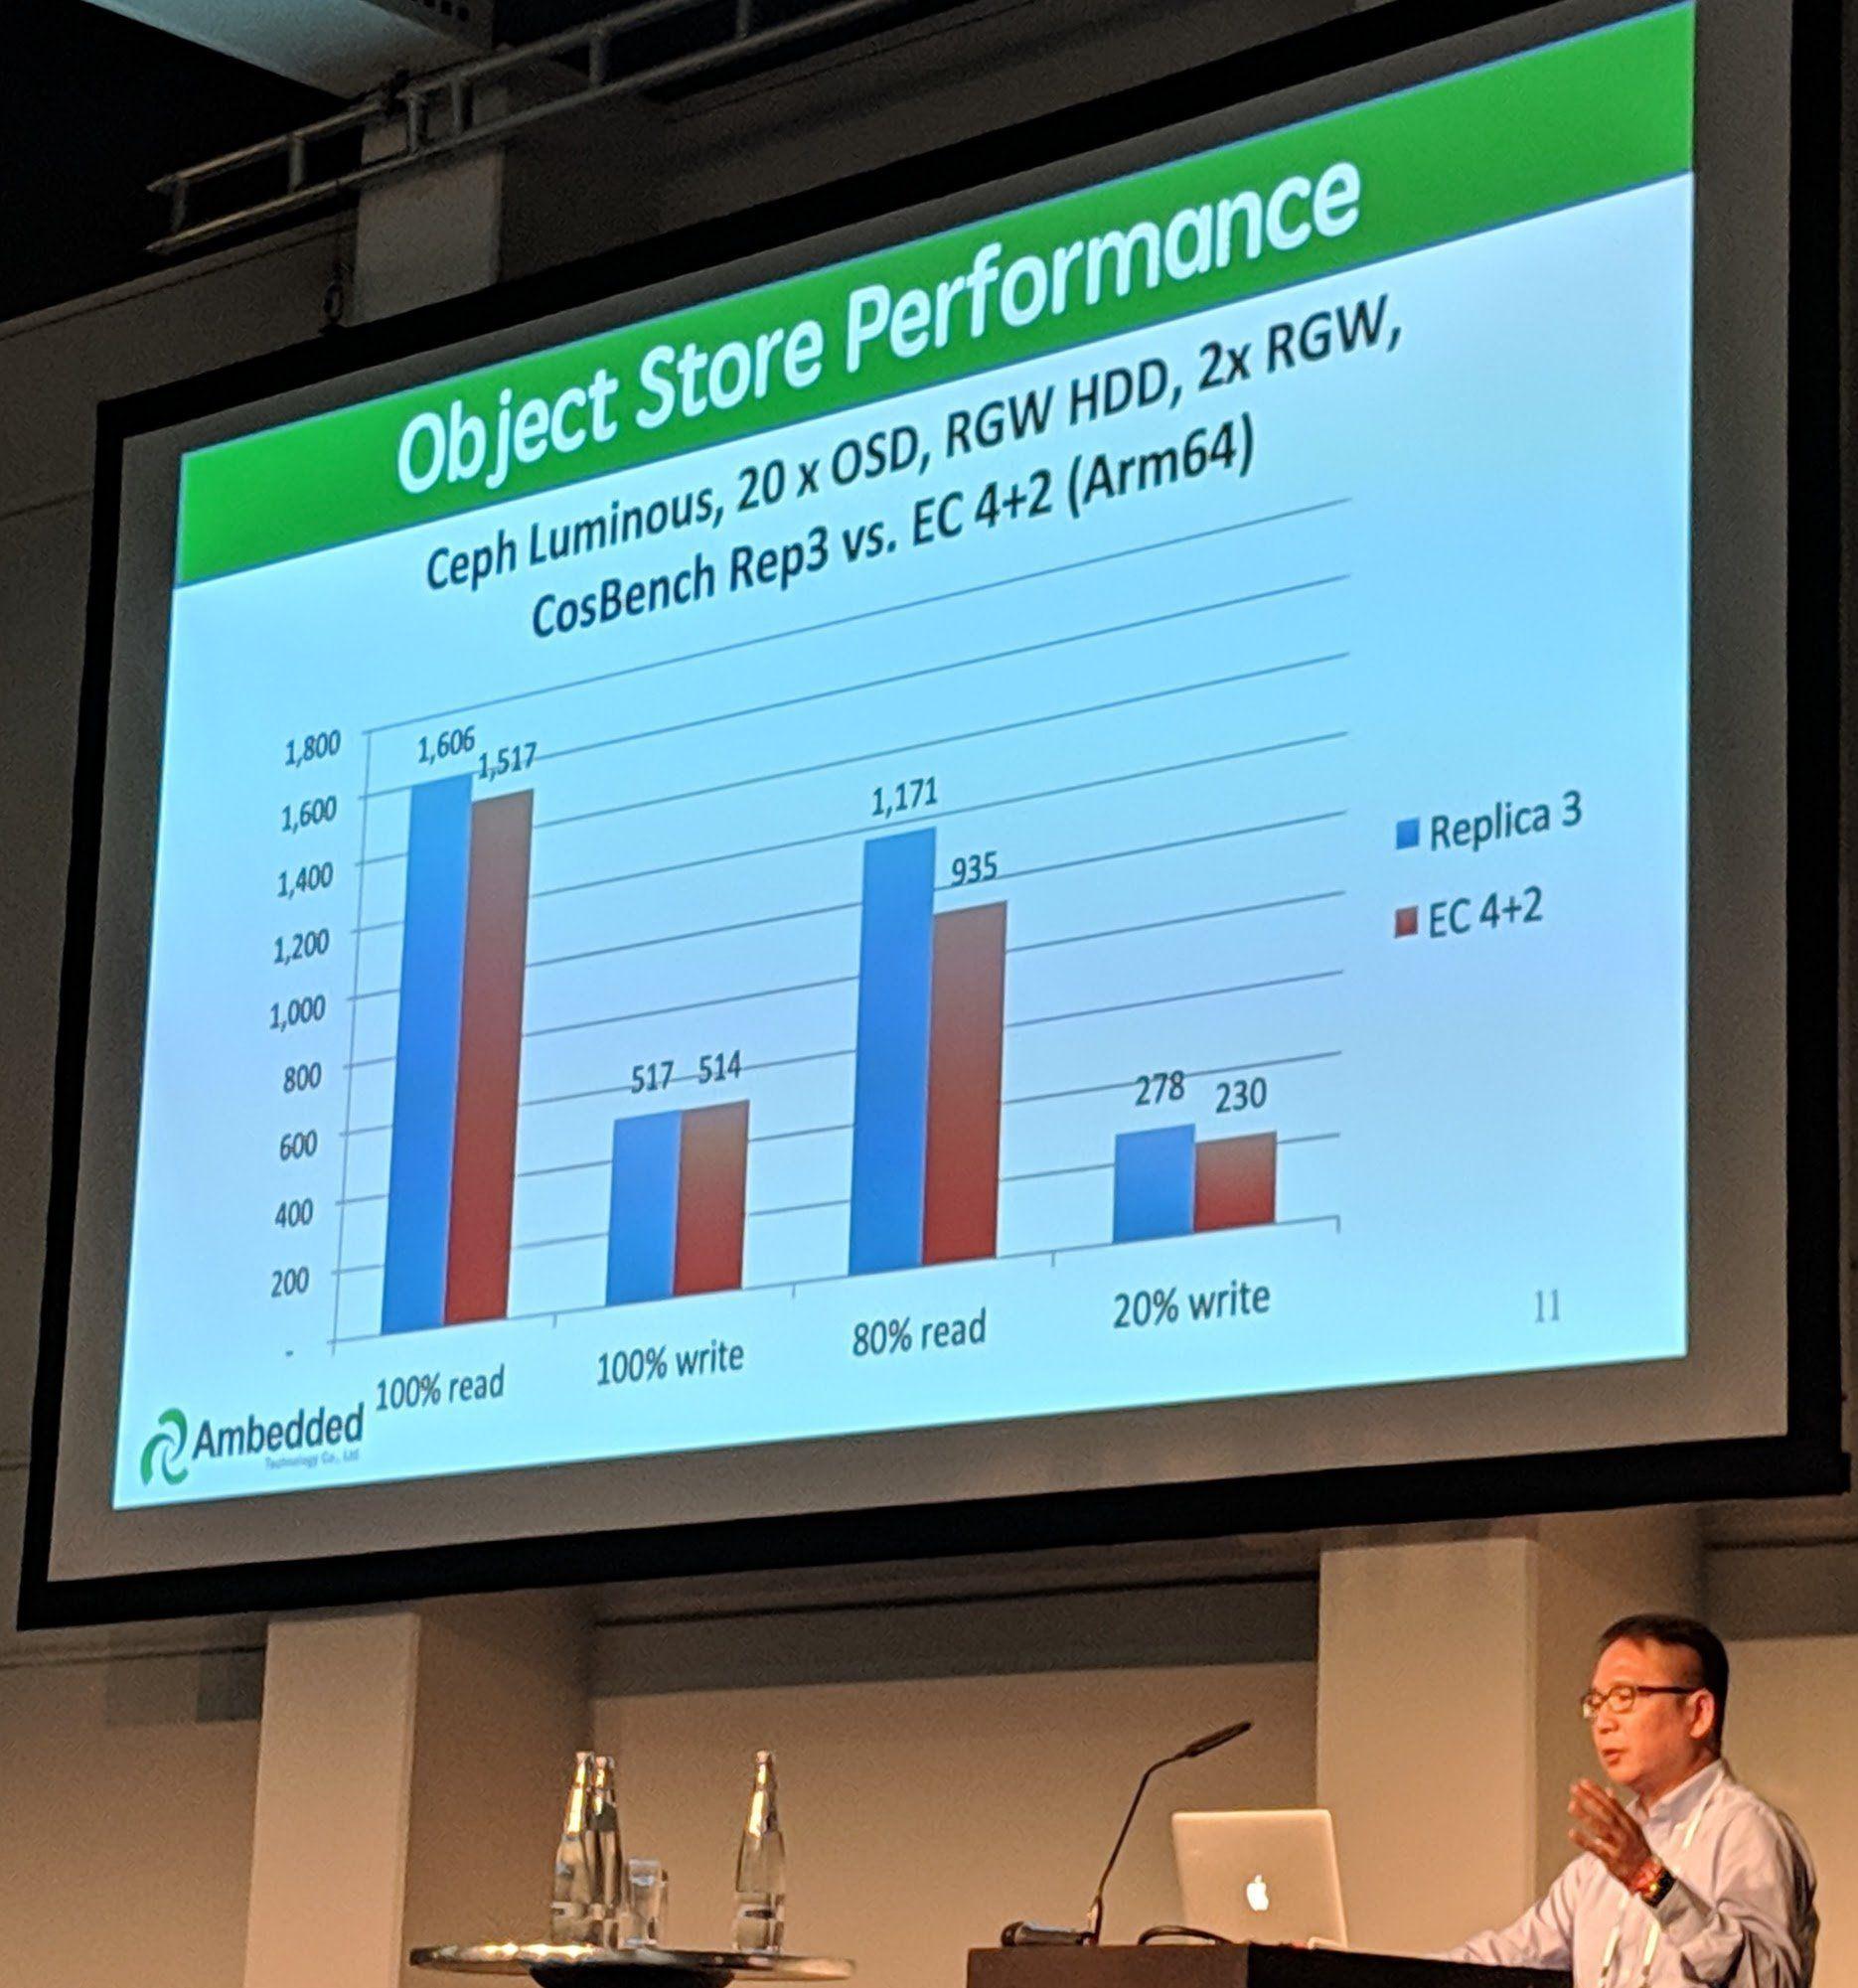 Object Store Performance
Ceph Luminous, 20 x OSD, RGW HDD, 2x RGW,
CosBench Rep3 vs. EC 4+2 (Arm64)
1,800
1,600
1,400
1,200
1,000
800
600
400
200
-
1,606
1,517
517
514
1,171
935
278
230
100% read
100% write
80% read
20% write
Replica 3
EC 4+2
11
Ambedded
Technology Co., Ltd